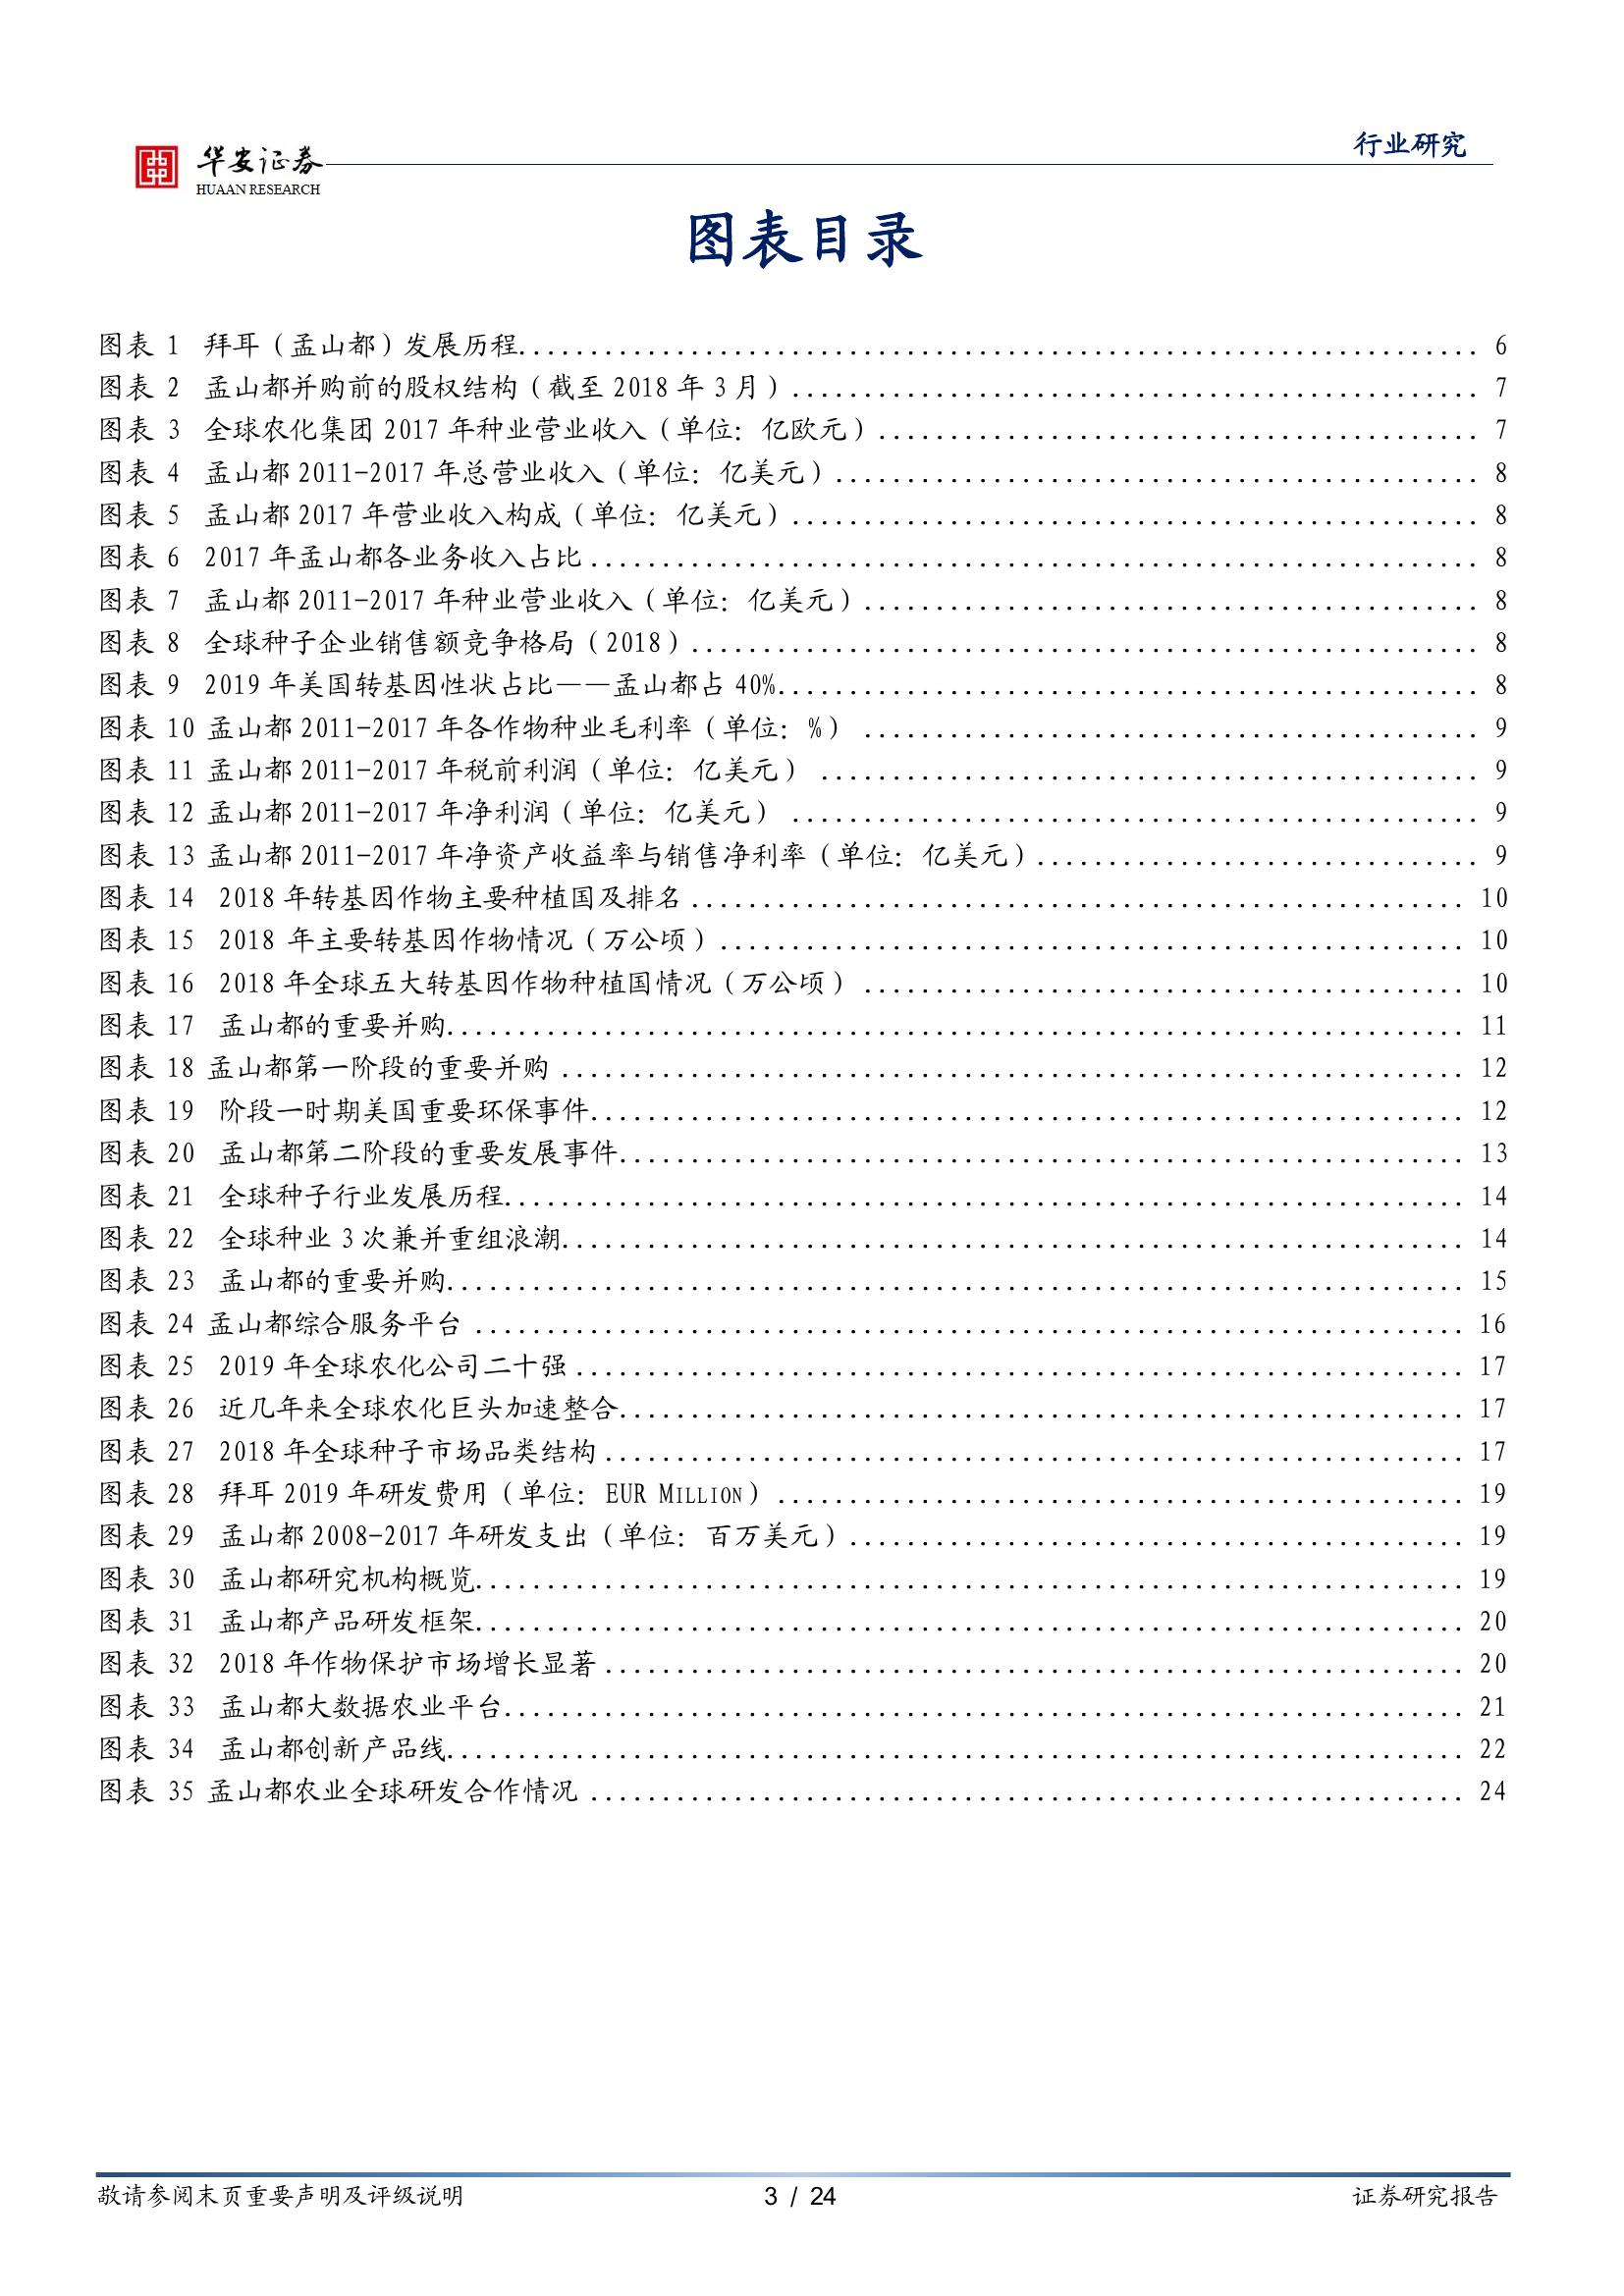 行业研究
华安证券
HUAAN RESEARCH
图表目录
图表 1 拜耳（孟山都）发展历程 6
图表 2 孟山都并购前的股权结构（截至 2018 年 3 月） 7
图表 3 全球农化集团 2017 年种业营业收入（单位：亿欧元） 7
图表 4 孟山都 2011-2017 年总营业收入（单位：亿美元） 8
图表 5 孟山都 2017 年营业收入构成（单位：亿美元） 8
图表 6 2017 年孟山都各业务收入占比 8
图表 7 孟山都 2011-2017 年种业营业收入（单位：亿美元） 8
图表 8 全球种子企业销售额竞争格局（2018） 8
图表 9 2019 年美国转基因性状占比——孟山都占 40% 8
图表 10 孟山都 2011-2017 年各作物种业毛利率（单位：%） 9
图表 11 孟山都 2011-2017 年税前利润（单位：亿美元） 9
图表 12 孟山都 2011-2017 年净利润（单位：亿美元） 9
图表 13 孟山都 2011-2017 年净资产收益率与销售净利率（单位：亿美元） 9
图表 14 2018 年转基因作物主要种植国及排名 10
图表 15 2018 年主要转基因作物情况（万公顷） 10
图表 16 2018 年全球五大转基因作物种植国情况（万公顷） 10
图表 17 孟山都的重要并购 11
图表 18 孟山都第一阶段的重要并购 12
图表 19 阶段一时期美国重要环保事件 12
图表 20 孟山都第二阶段的重要发展事件 13
图表 21 全球种子行业发展历程 14
图表 22 全球种业 3 次兼并重组浪潮 14
图表 23 孟山都的重要并购 15
图表 24 孟山都综合服务平台 16
图表 25 2019 年全球农化公司二十强 17
图表 26 近几年来全球农化巨头加速整合 17
图表 27 2018 年全球种子市场品类结构 17
图表 28 拜耳 2019 年研发费用（单位：EUR MILLION） 19
图表 29 孟山都 2008-2017 年研发支出（单位：百万美元） 19
图表 30 孟山都研究机构概览 19
图表 31 孟山都产品研发框架 20
图表 32 2018 年作物保护市场增长显著 20
图表 33 孟山都大数据农业平台 21
图表 34 孟山都创新产品线 22
图表 35 孟山都农业全球研发合作情况 24
敬请参阅末页重要声明及评级说明 3 / 24 证券研究报告